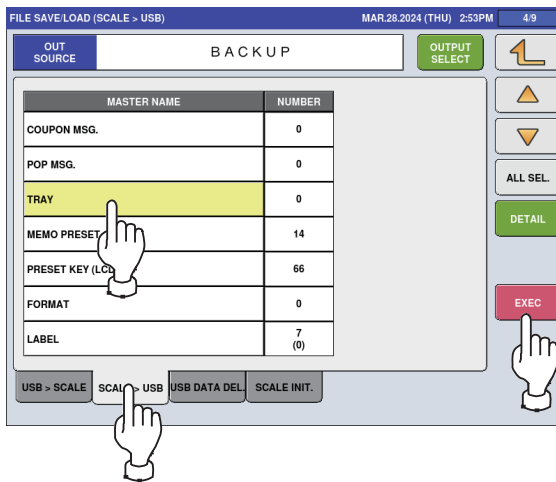 FILE SAVE/LOAD (SCALE > USB) MAR.28.2024 (THU) 2:53PM 4/9
OUT SOURCE BACKUP OUTPUT SELECT
MASTER NAME NUMBER
COUPON MSG. 0
POP MSG. 0
ALL SEL.
TRAY 0
DETAIL
MEMO PRESET 14
PRESET KEY 66
FORMAT 0
EXEC
LABEL 7 (0)
USB > SCALE > USB USB DATA DEL. SCALE INIT.